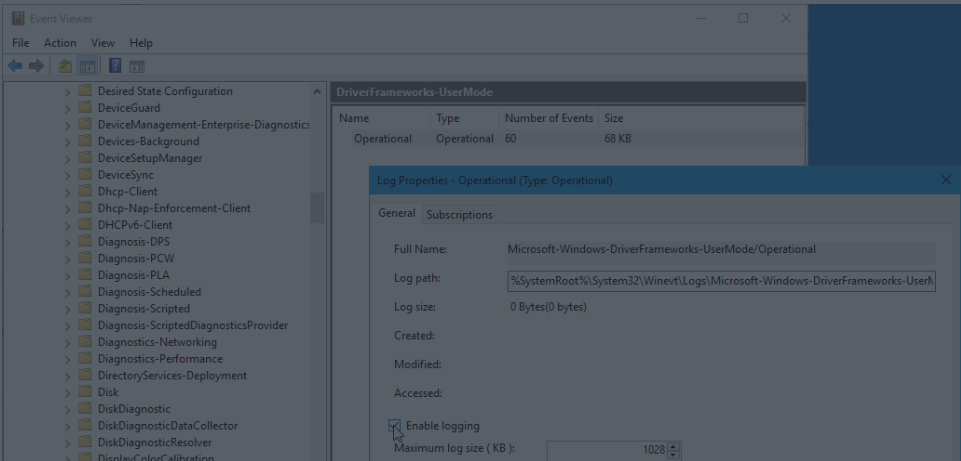 Event Viewer
File Action View Help
Desired State Configuration
DeviceGuard
DeviceManagement-Enterprise-Diagnostics
Devices-Background
DeviceSetupManager
DeviceSync
Dhcp-Client
Dhcp-Nap-Enforcement-Client
DHCPv6-Client
Diagnosis-DPS
Diagnosis-PCW
Diagnosis-PLA
Diagnosis-Scheduled
Diagnosis-Scripted
Diagnosis-ScriptedDiagnosticsProvider
Diagnostics-Networking
Diagnostics-Performance
DirectoryServices-Deployment
Disk
DiskDiagnostic
DiskDiagnosticDataCollector
DiskDiagnosticResolver
DisplayColorCalibration
DriverFrameworks-UserMode
Name Type Number of Events Size
Operational Operational 60 68 KB
Log Properties - Operational (Type: Operational)
General Subscriptions
Full Name: Microsoft-Windows-DriverFrameworks-UserMode/Operational
Log path: %SystemRoot%\System32\Winevt\Logs\Microsoft-Windows-DriverFrameworks-UserM
Log size: 0 Bytes(0 bytes)
Created:
Modified:
Accessed:
Enable logging
Maximum log size ( KB ): 1028